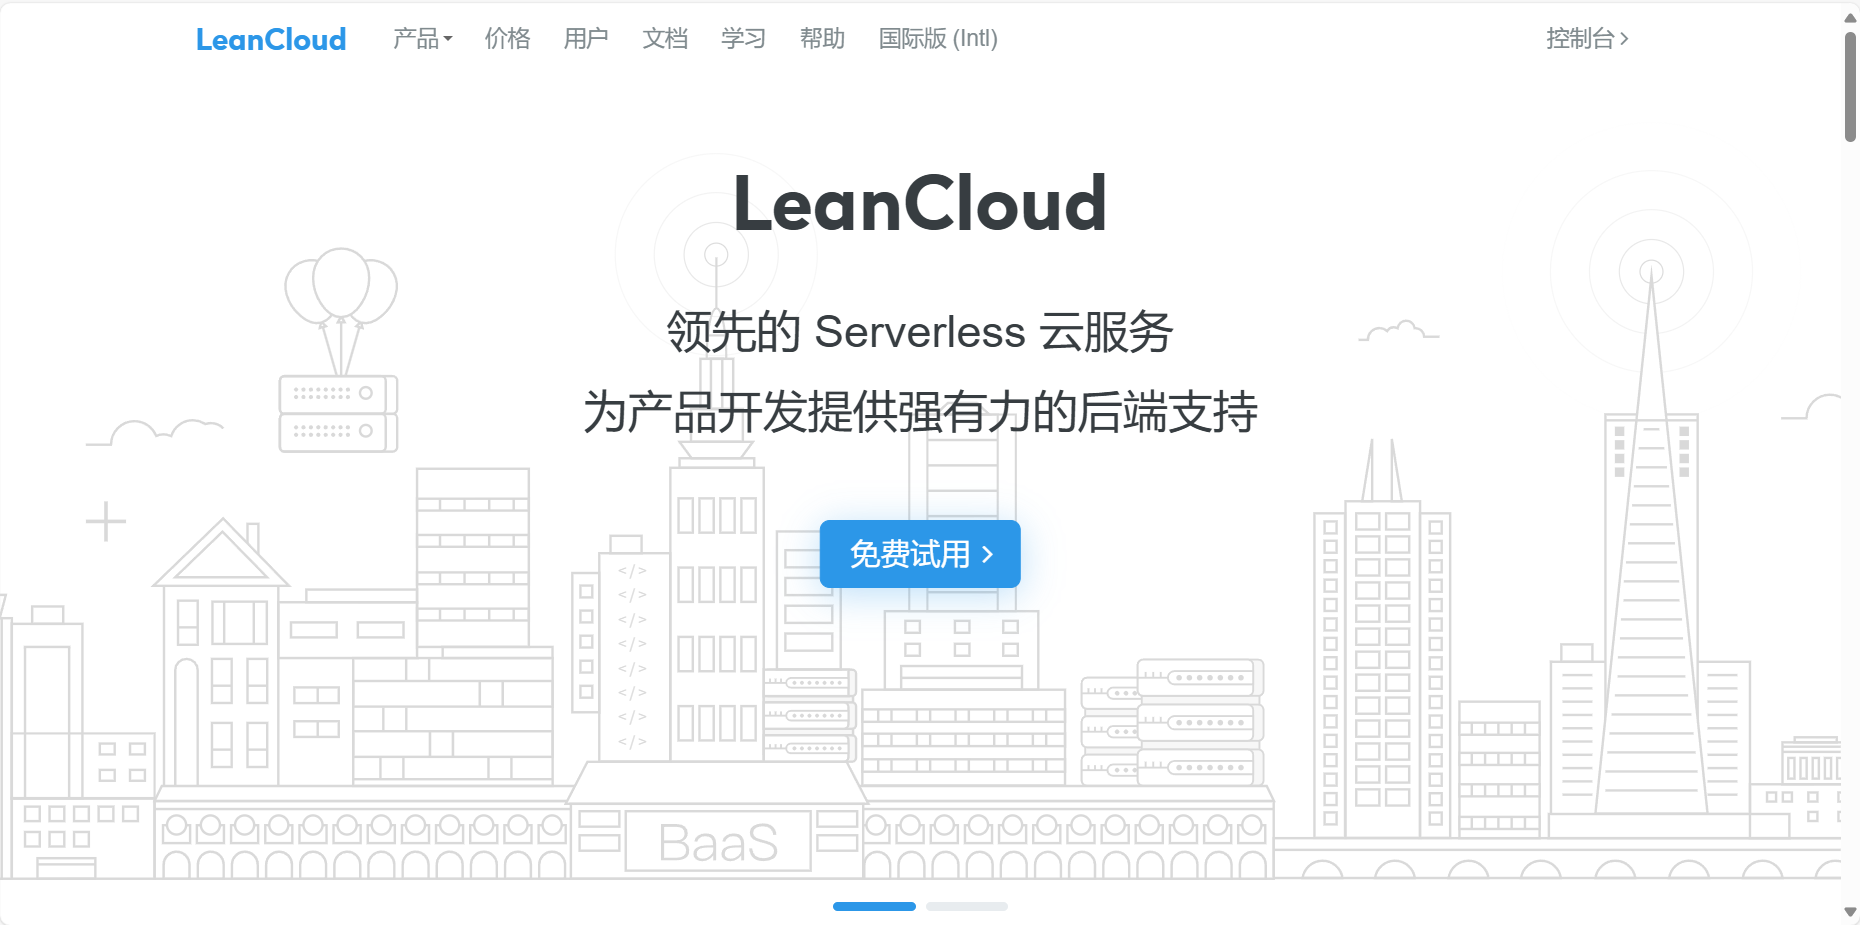 LeanCloud 产品 价格 用户 文档 学习 帮助 国际版 (Intl) 控制台
LeanCloud
领先的 Serverless 云服务
为产品开发提供强有力的后端支持
免费试用
</>
</>
</>
</>
</>
</>
</>
</>
BaaS